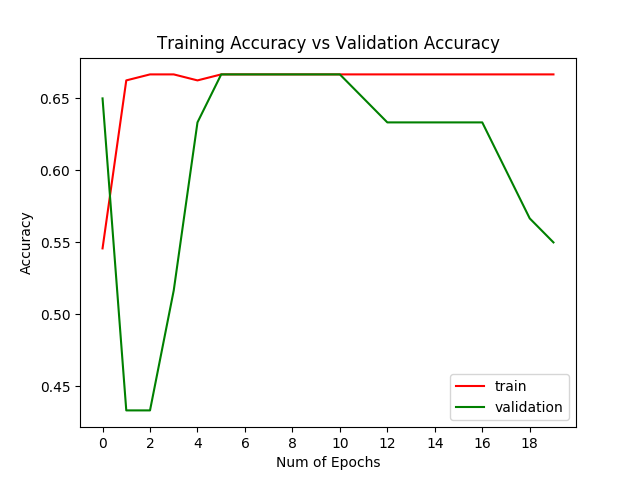 Training Accuracy vs Validation Accuracy
0.65
0.60
0.55
0.50
0.45
Accuracy
train
validation
0 2 4 6 8 10 12 14 16 18
Num of Epochs